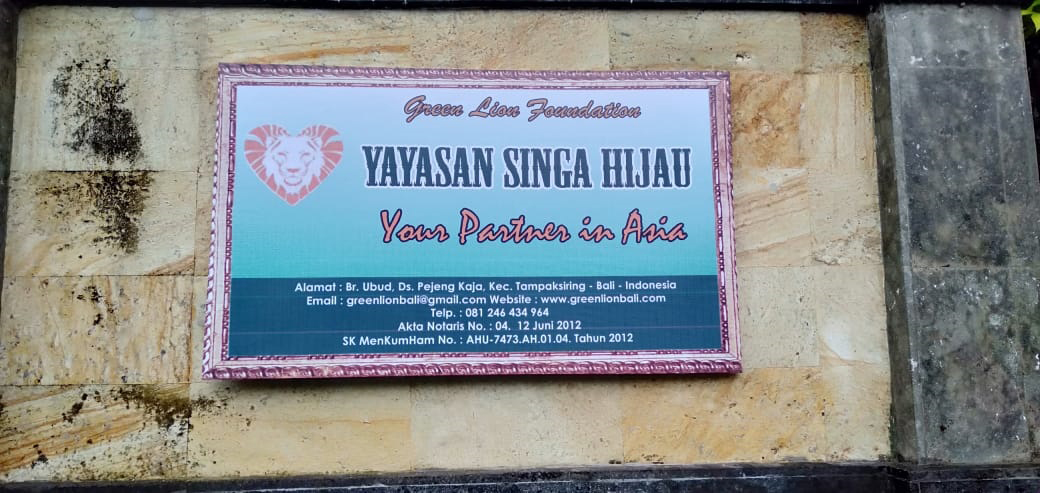 Green Lion Foundation
YAYASAN SINGA HIJAU
Your Partner in Asia
Alamat : Br. Ubud, Ds. Pejeng Kaja, Kec. Tampaksiring - Bali - Indonesia
Email : greenlionbali@gmail.com Website : www.greenlionbali.com
Telp. : 081 246 434 964
Akta Notaris No. : 04. 12 Juni 2012
SK MenKumHam No. : AHU-7473.AH.01.04. Tahun 2012